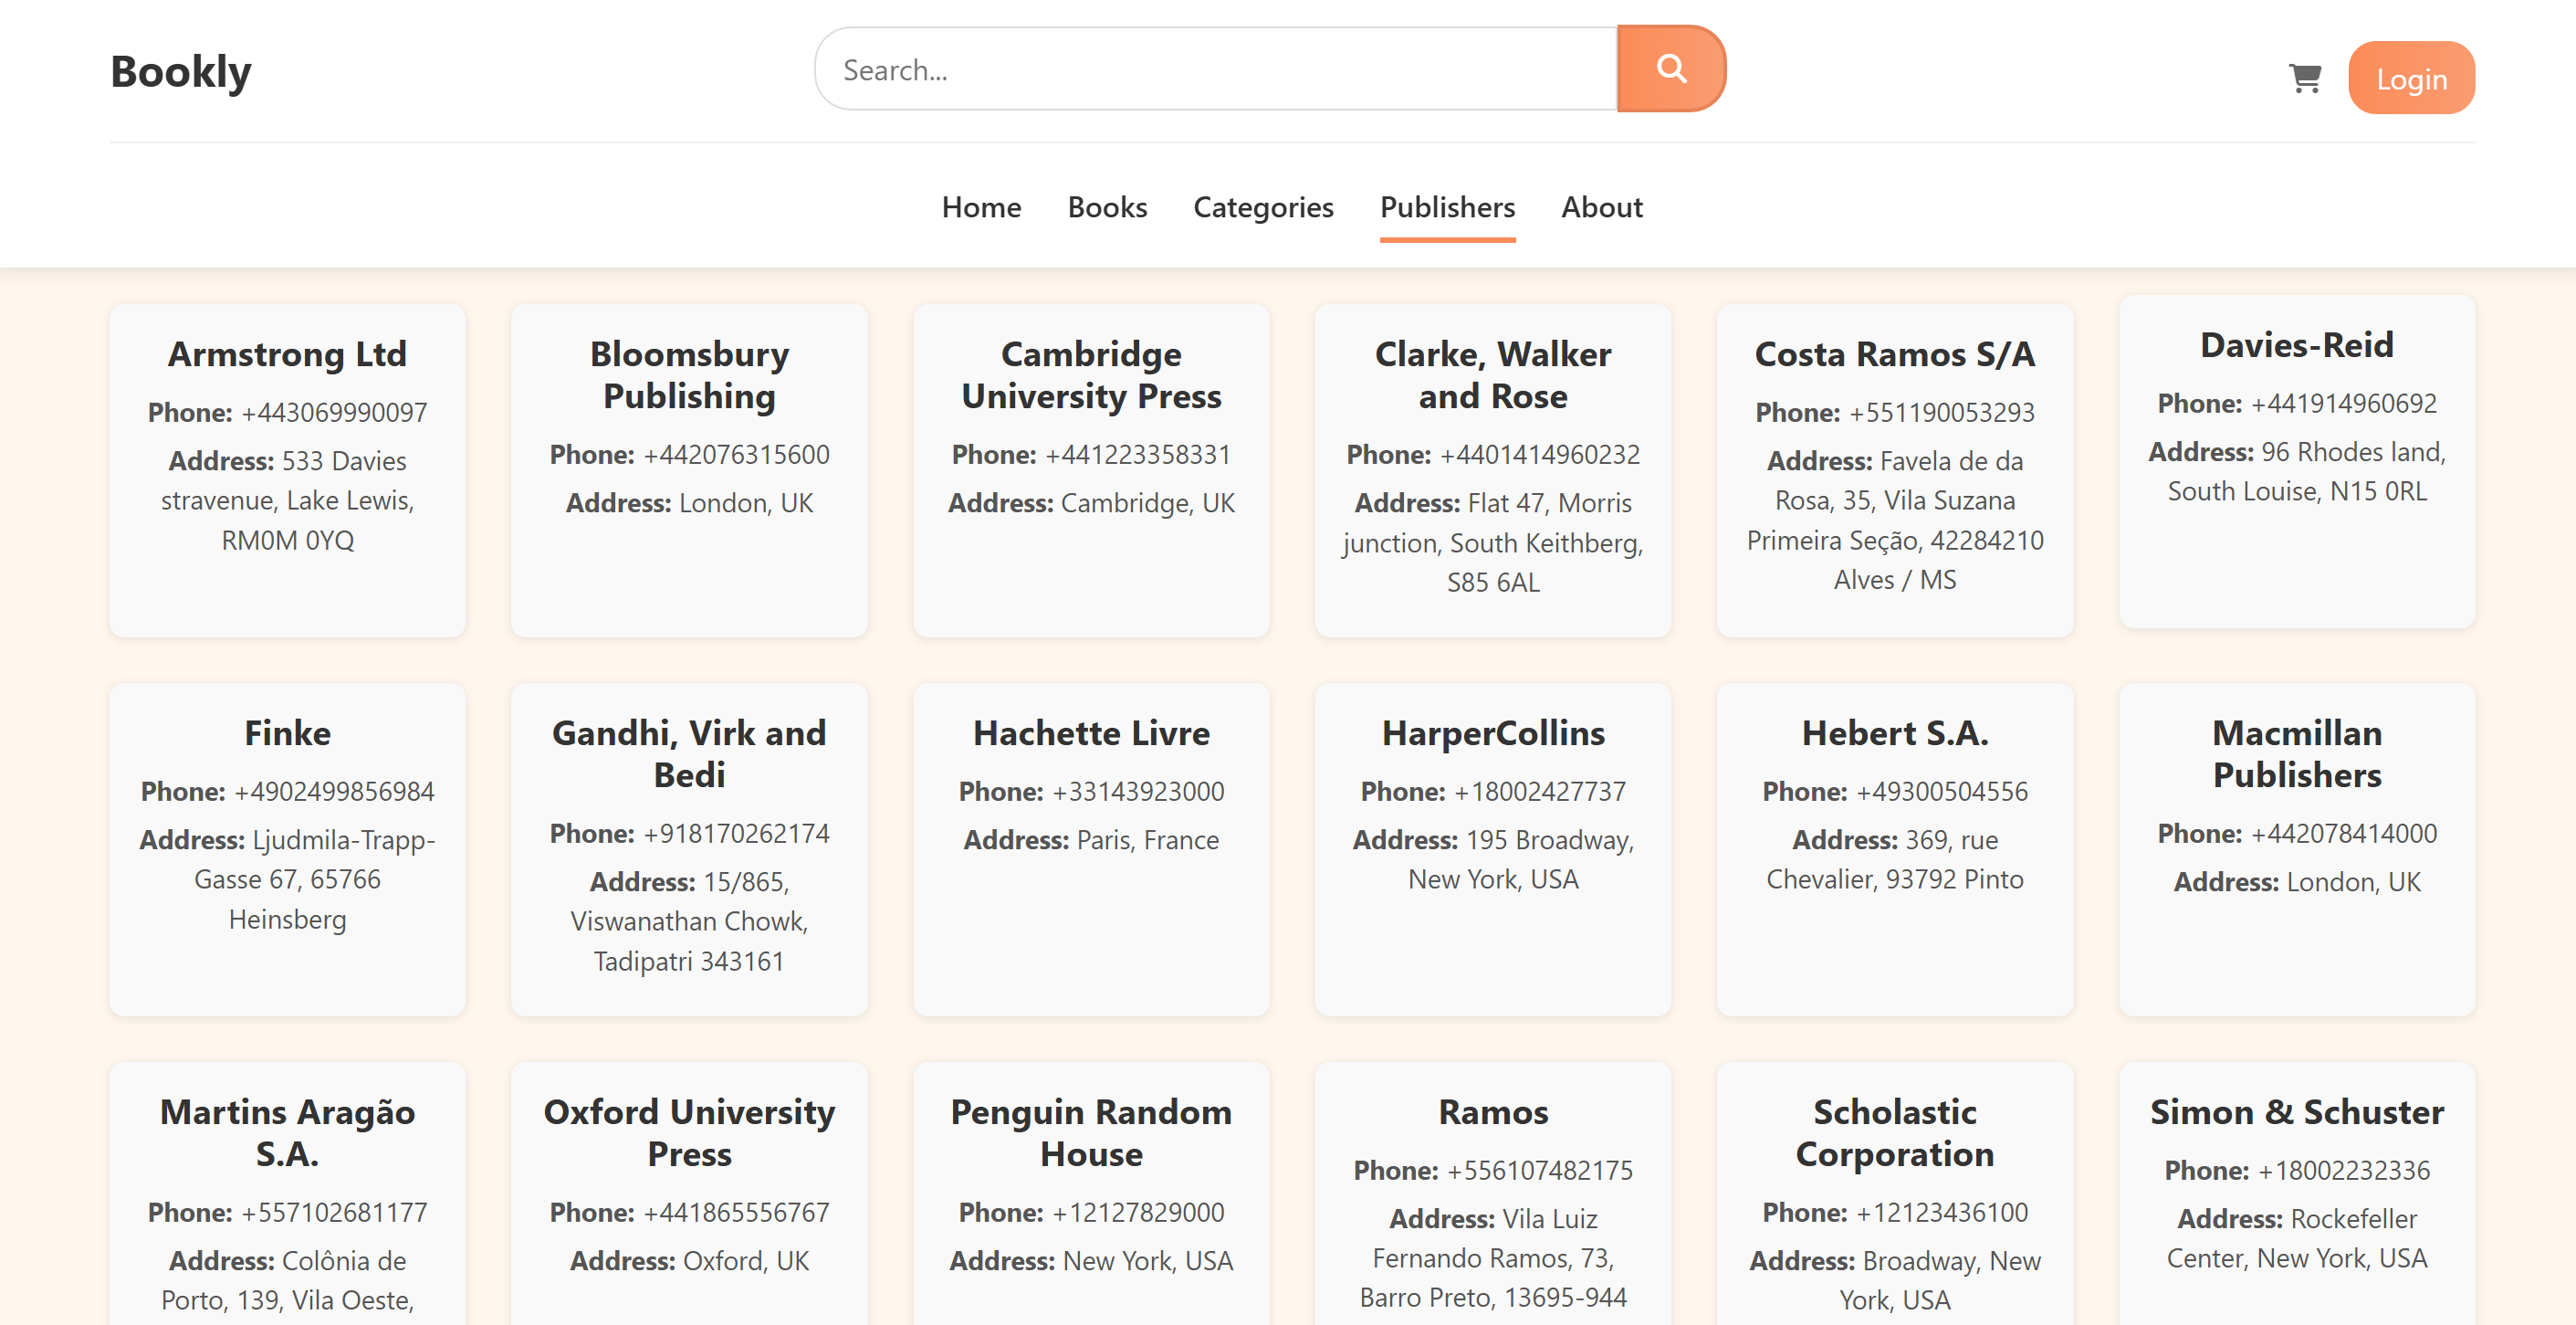 Bookly
Search...
Login
Home Books Categories Publishers About
Armstrong Ltd
Phone: +443069990097
Address: 533 Davies
stravenue, Lake Lewis,
RM0M 0YQ
Bloomsbury
Publishing
Phone: +442076315600
Address: London, UK
Cambridge
University Press
Phone: +441223358331
Address: Cambridge, UK
Clarke, Walker
and Rose
Phone: +4401414960232
Address: Flat 47, Morris
junction, South Keithberg,
S85 6AL
Costa Ramos S/A
Phone: +551190053293
Address: Favela de da
Rosa, 35, Vila Suzana
Primeira Seção, 42284210
Alves / MS
Davies-Reid
Phone: +441914960692
Address: 96 Rhodes land,
South Louise, N15 0RL
Finke
Phone: +4902499856984
Address: Ljudmila-Trapp-
Gasse 67, 65766
Heinsberg
Gandhi, Virk and
Bedi
Phone: +918170262174
Address: 15/865,
Viswanathan Chowk,
Tadipatri 343161
Hachette Livre
Phone: +33143923000
Address: Paris, France
HarperCollins
Phone: +18002427737
Address: 195 Broadway,
New York, USA
Hebert S.A.
Phone: +49300504556
Address: 369, rue
Chevalier, 93792 Pinto
Macmillan
Publishers
Phone: +442078414000
Address: London, UK
Martins Aragão
S.A.
Phone: +557102681177
Address: Colônia de
Porto, 139, Vila Oeste,
Oxford University
Press
Phone: +441865556767
Address: Oxford, UK
Penguin Random
House
Phone: +12127829000
Address: New York, USA
Ramos
Phone: +556107482175
Address: Vila Luiz
Fernando Ramos, 73,
Barro Preto, 13695-944
Scholastic
Corporation
Phone: +12123436100
Address: Broadway, New
York, USA
Simon & Schuster
Phone: +18002232336
Address: Rockefeller
Center, New York, USA